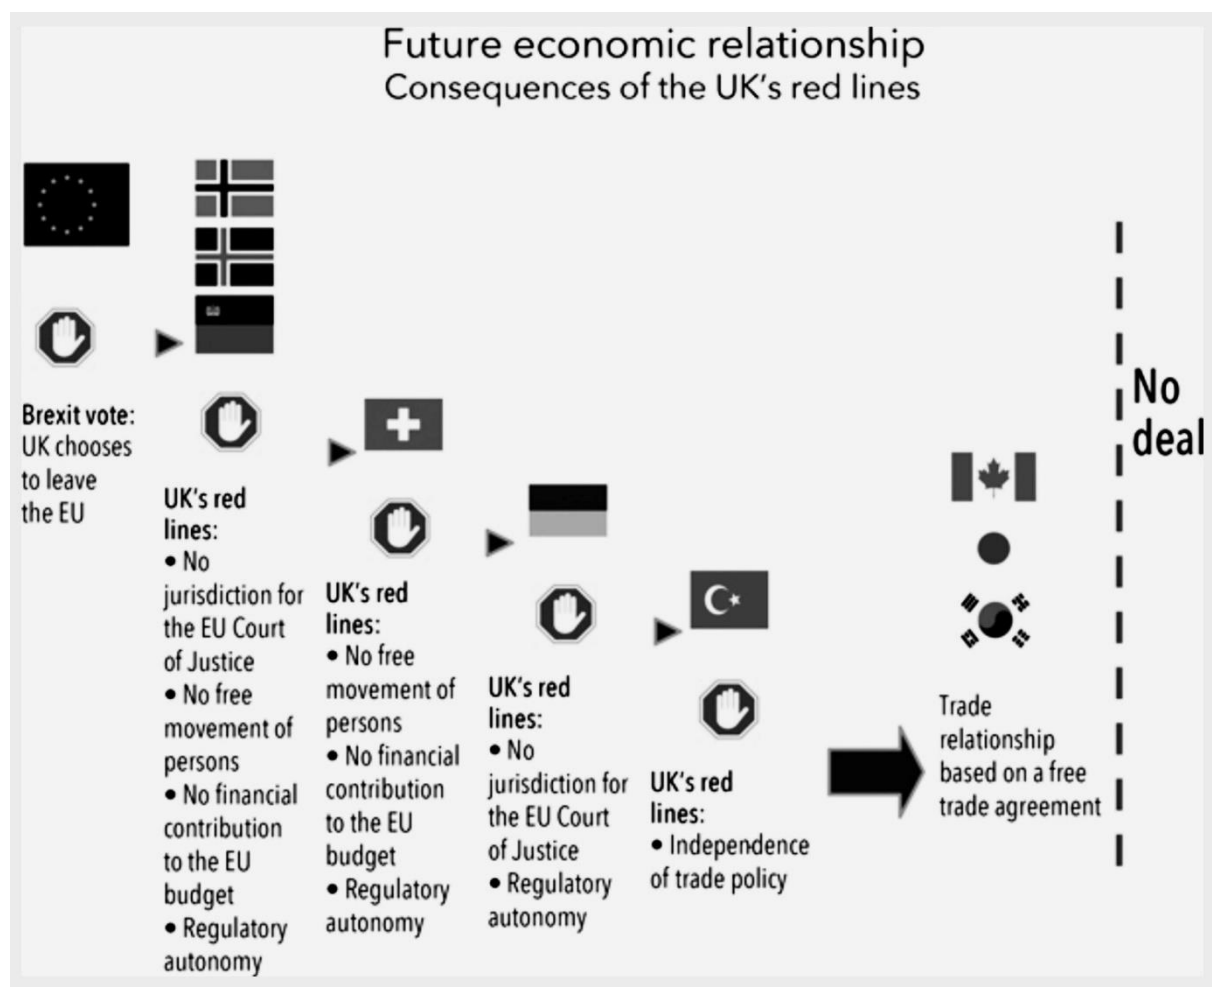 Future economic relationship
Consequences of the UK's red lines
Brexit vote:
UK chooses
to leave
the EU
UK's red
lines:
• No
jurisdiction for
the EU Court
of Justice
• No free
movement of
persons
• No financial
contribution
to the EU
budget
• Regulatory
autonomy
UK's red
lines:
• No free
movement of
persons
• No financial
contribution
to the EU
budget
• Regulatory
autonomy
UK's red
lines:
• No
jurisdiction for
the EU Court
of Justice
• Regulatory
autonomy
UK's red
lines:
• Independence
of trade policy
Trade
relationship
based on a free
trade agreement
No
deal